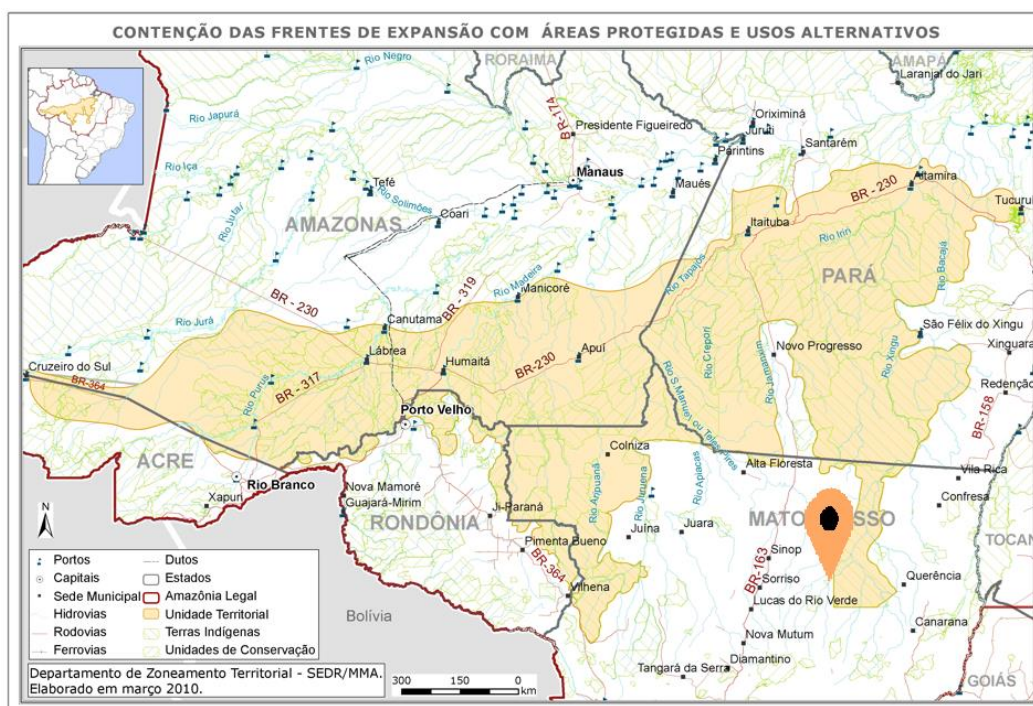 CONTENÇÃO DAS FRENTES DE EXPANSÃO COM ÁREAS PROTEGIDAS E USOS ALTERNATIVOS
Rio Negro
RORAIMA
AMAPÁ
Laranjal do Jari
Rio Japurá
BR-174
Oriximiná
Presidente Figueiredo
Juruti
Santarém
Parintins
Rio Iça
Tefé
Manaus
Maués
Altamira
BR - 230
Rio Solimões
Coari
Tucuruí
Rio Jutaí
AMAZONAS
Itaituba
Rio Iriri
Rio Bacajá
BR - 319
Rio Madeira
Rio Tapajós
PARÁ
BR - 230
Manicoré
Rio Juruá
Canutama
São Félix do Xingu
Rio Crepori
Rio Jamanxim
Novo Progresso
Rio Xingu
Xinguara
Cruzeiro do Sul
BR-364
Lábrea
Humaitá
BR-230
Apuí
Redenção
Rio Purus
BR - 317
Rio S.Manuel ou Teles Pires
BR-158
Porto Velho
ACRE
Colniza
Alta Floresta
Vila Rica
Rio Branco
Nova Mamoré
Rio Aripuanã
Rio Juruena
Rio Apiacas
Confresa
Xapuri
Guajará-Mirim
Ji-Paraná
RONDÔNIA
MATO
SSO
TOCAN
Juína
Juara
N
Pimenta Bueno
Sinop
BR-163
BR-364
Vilhena
Sorriso
Querência
Lucas do Rio Verde
Bolívia
Canarana
Nova Mutum
Diamantino
Tangará da Serra
GOIÁS
Portos
Capitais
Sede Municipal
Hidrovias
Rodovias
Ferrovias
Dutos
Estados
Amazônia Legal
Unidade Territorial
Terras Indígenas
Unidades de Conservação
Departamento de Zoneamento Territorial - SEDR/MMA.
Elaborado em março 2010.
300 150 0 km